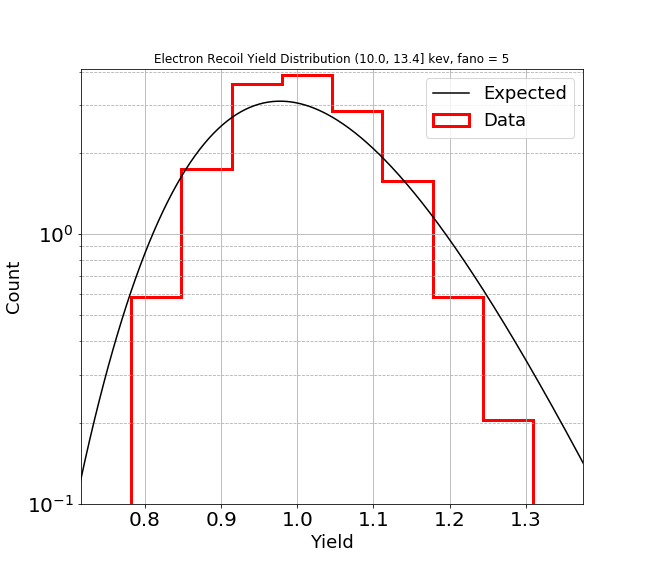 Electron Recoil Yield Distribution (10.0, 13.4] kev, fano = 5
Expected
Data
10⁰
10⁻¹
Count
0.8 0.9 1.0 1.1 1.2 1.3
Yield